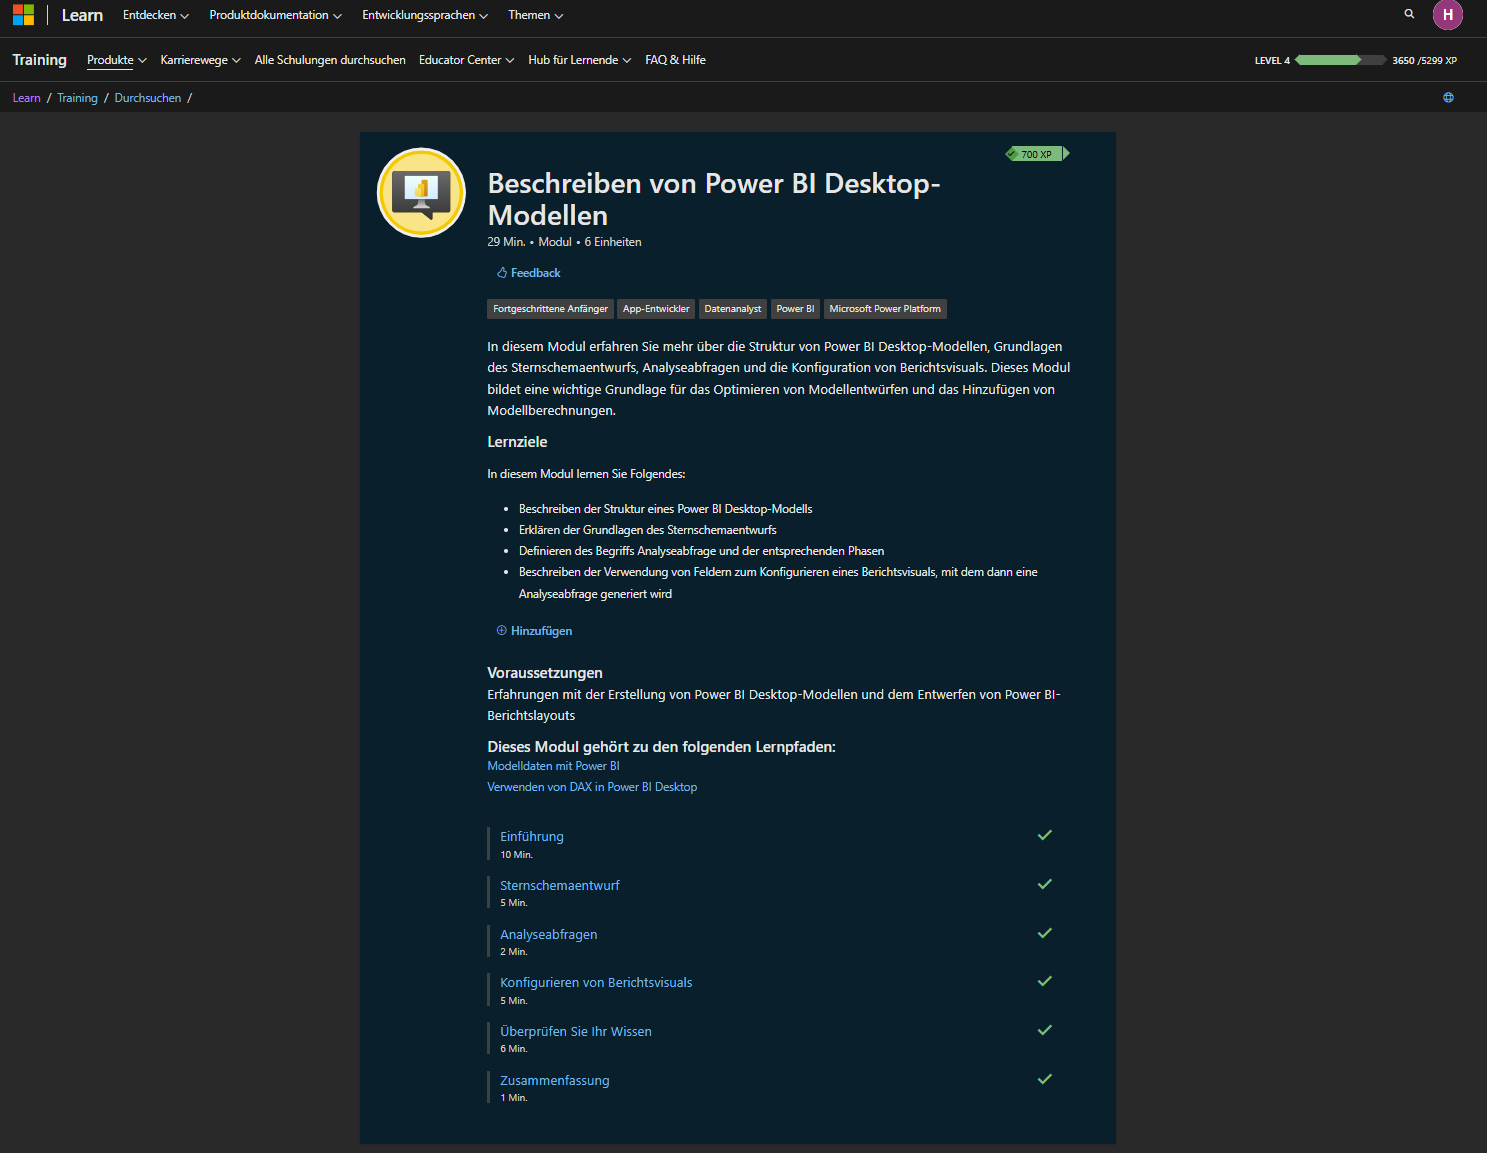 Learn Entdecken Produktdokumentation Entwicklungssprachen Themen H
Training Produkte Karrierewege Alle Schulungen durchsuchen Educator Center Hub für Lernende FAQ & Hilfe LEVEL 4 3650 /5299 XP
Learn / Training / Durchsuchen /
700 XP
Beschreiben von Power BI Desktop-
Modellen
29 Min. • Modul • 6 Einheiten
Feedback
Fortgeschrittene Anfänger App-Entwickler Datenanalyst Power BI Microsoft Power Platform
In diesem Modul erfahren Sie mehr über die Struktur von Power BI Desktop-Modellen, Grundlagen
des Sternschemaentwurfs, Analyseabfragen und die Konfiguration von Berichtsvisuals. Dieses Modul
bildet eine wichtige Grundlage für das Optimieren von Modellentwürfen und das Hinzufügen von
Modellberechnungen.
Lernziele
In diesem Modul lernen Sie Folgendes:
• Beschreiben der Struktur eines Power BI Desktop-Modells
• Erklären der Grundlagen des Sternschemaentwurfs
• Definieren des Begriffs Analyseabfrage und der entsprechenden Phasen
• Beschreiben der Verwendung von Feldern zum Konfigurieren eines Berichtsvisuals, mit dem dann eine
Analyseabfrage generiert wird
Hinzufügen
Voraussetzungen
Erfahrungen mit der Erstellung von Power BI Desktop-Modellen und dem Entwerfen von Power BI-
Berichtslayouts
Dieses Modul gehört zu den folgenden Lernpfaden:
Modelldaten mit Power BI
Verwenden von DAX in Power BI Desktop
Einführung
10 Min.
Sternschemaentwurf
5 Min.
Analyseabfragen
2 Min.
Konfigurieren von Berichtsvisuals
5 Min.
Überprüfen Sie Ihr Wissen
6 Min.
Zusammenfassung
1 Min.